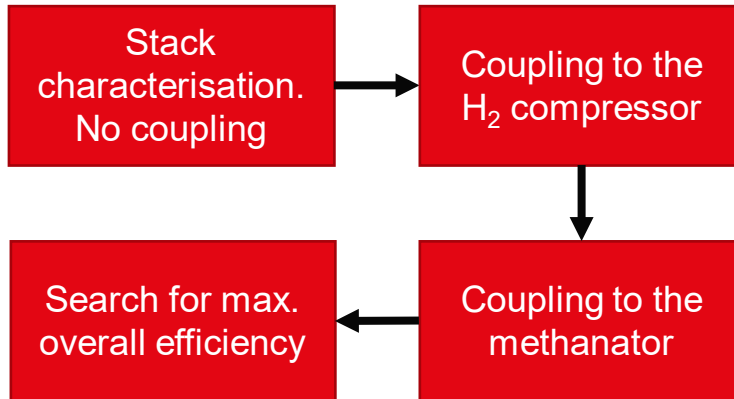 Stack
characterisation.
No coupling
Coupling to the
H₂ compressor
Coupling to the
methanator
Search for max.
overall efficiency